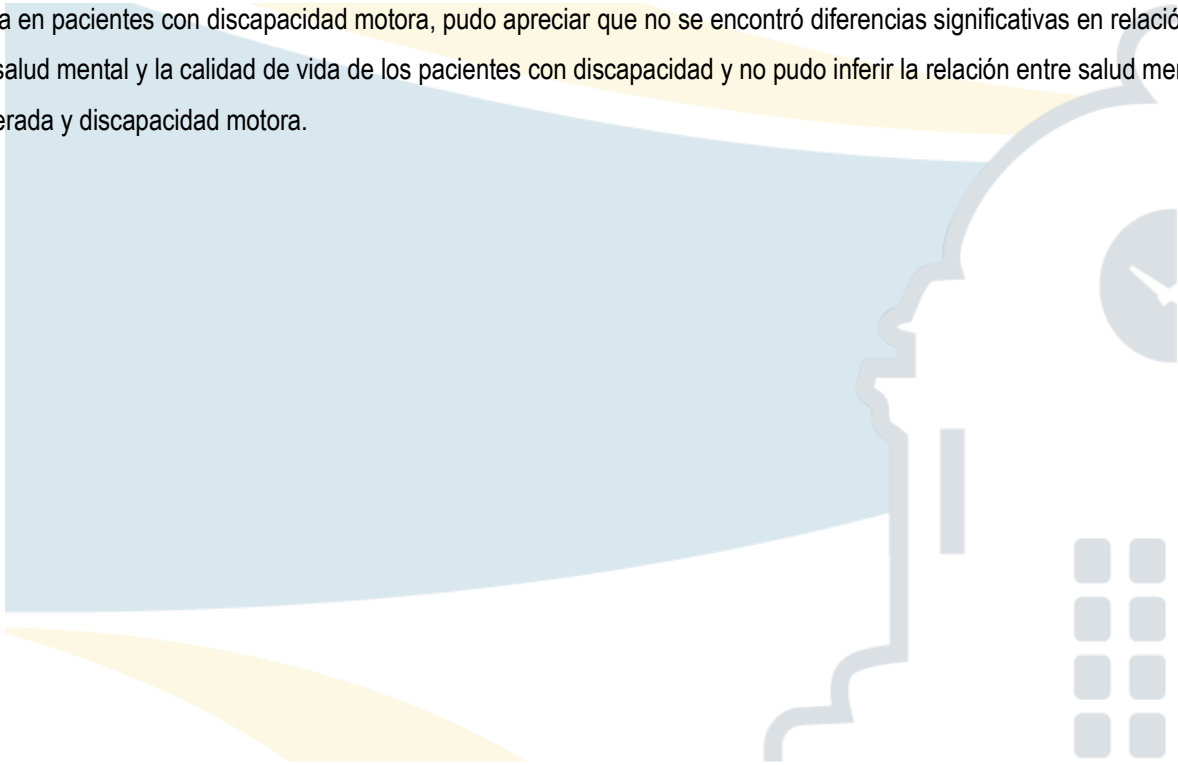 a en pacientes con discapacidad motora, pudo apreciar que no se encontró diferencias significativas en relació
salud mental y la calidad de vida de los pacientes con discapacidad y no pudo inferir la relación entre salud me
erada y discapacidad motora.